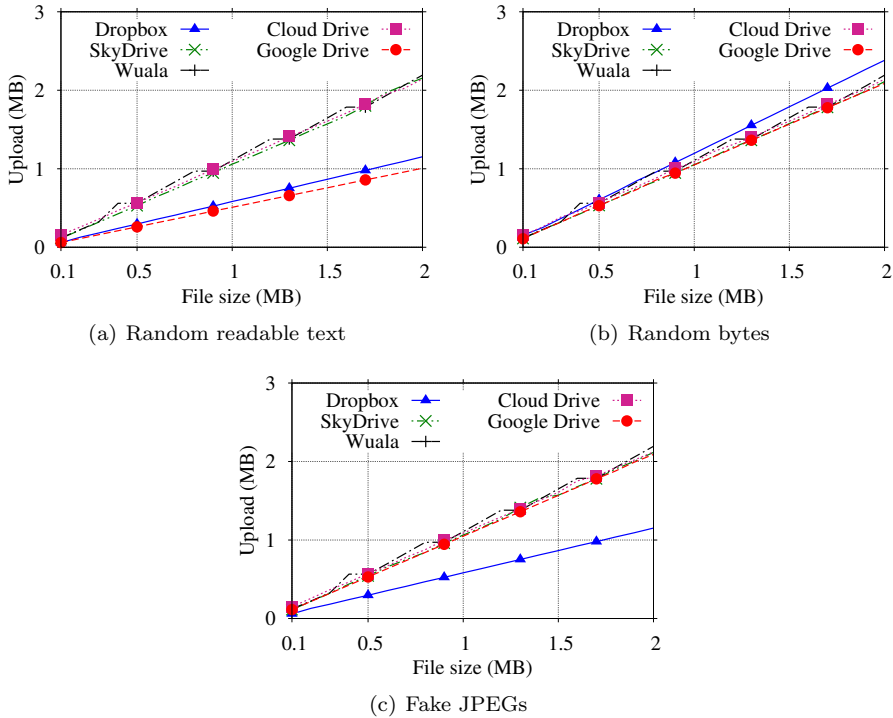 3
2
1
0
Upload (MB)
Dropbox
SkyDrive
Wuala
Cloud Drive
Google Drive
0.1 0.5 1 1.5 2
File size (MB)
(a) Random readable text
3
2
1
0
Upload (MB)
Dropbox
SkyDrive
Wuala
Cloud Drive
Google Drive
0.1 0.5 1 1.5 2
File size (MB)
(b) Random bytes
3
2
1
0
Upload (MB)
Dropbox
SkyDrive
Wuala
Cloud Drive
Google Drive
0.1 0.5 1 1.5 2
File size (MB)
(c) Fake JPEGs